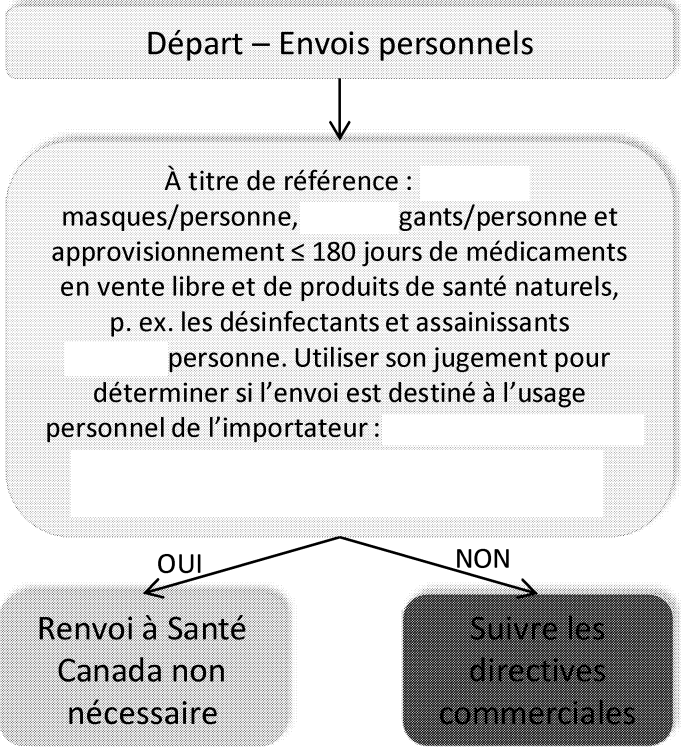 Départ – Envois personnels
À titre de référence :
masques/personne, gants/personne et
approvisionnement ≤ 180 jours de médicaments
en vente libre et de produits de santé naturels,
p. ex. les désinfectants et assainissants
personne. Utiliser son jugement pour
déterminer si l’envoi est destiné à l’usage
personnel de l’importateur :
OUI
NON
Renvoi à Santé
Canada non
nécessaire
Suivre les
directives
commerciales